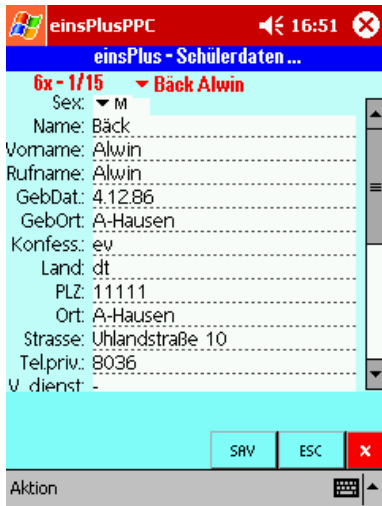 einsPlusPPC 16:51
einsPlus - Schülerdaten ...
6x - 1/15 Bäck Alwin
Sex: M
Name: Bäck
Vorname: Alwin
Rufname: Alwin
GebDat.: 4.12.86
GebOrt: A-Hausen
Konfess.: ev
Land: dt
PLZ: 11111
Ort: A-Hausen
Strasse: Uhlandstraße 10
Tel.priv.: 8036
V_dienst: -
SAV ESC x
Aktion